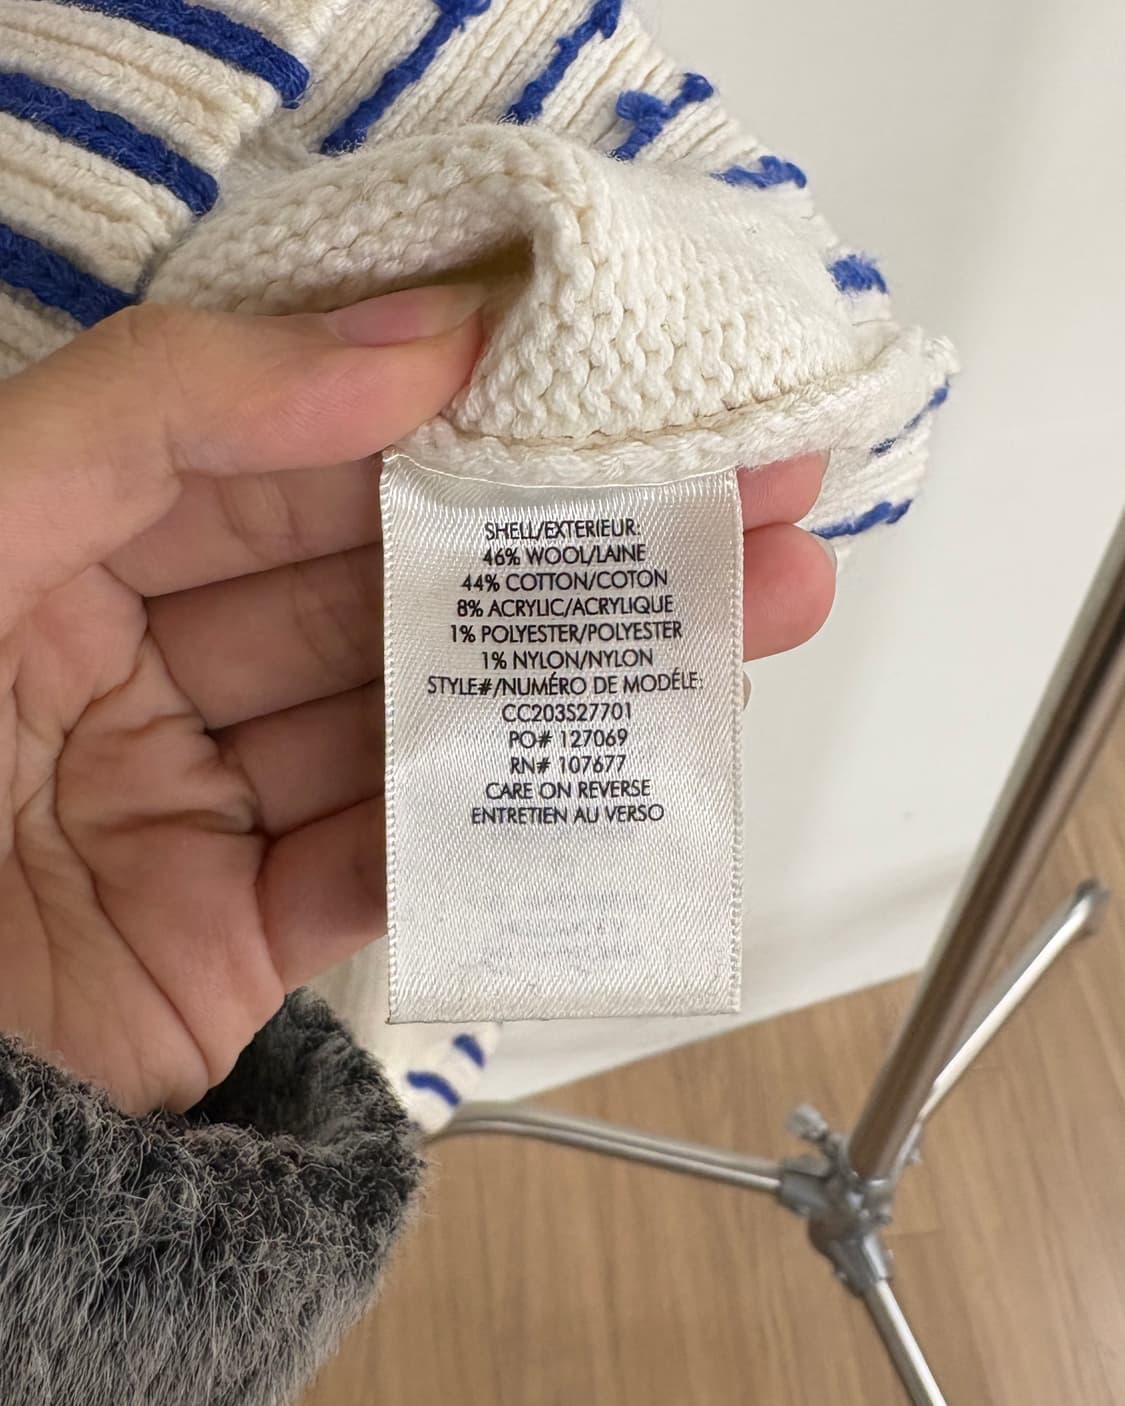 SHELL/EXTERIEUR:
46% WOOL/LAINE
44% COTTON/COTON
8% ACRYLIC/ACRYLIQUE
1% POLYESTER/POLYESTER
1% NYLON/NYLON
STYLE#/NUMÉRO DE MODÉLE:
CC203S27701
PO# 127069
RN# 107677
CARE ON REVERSE
ENTRETIEN AU VERSO